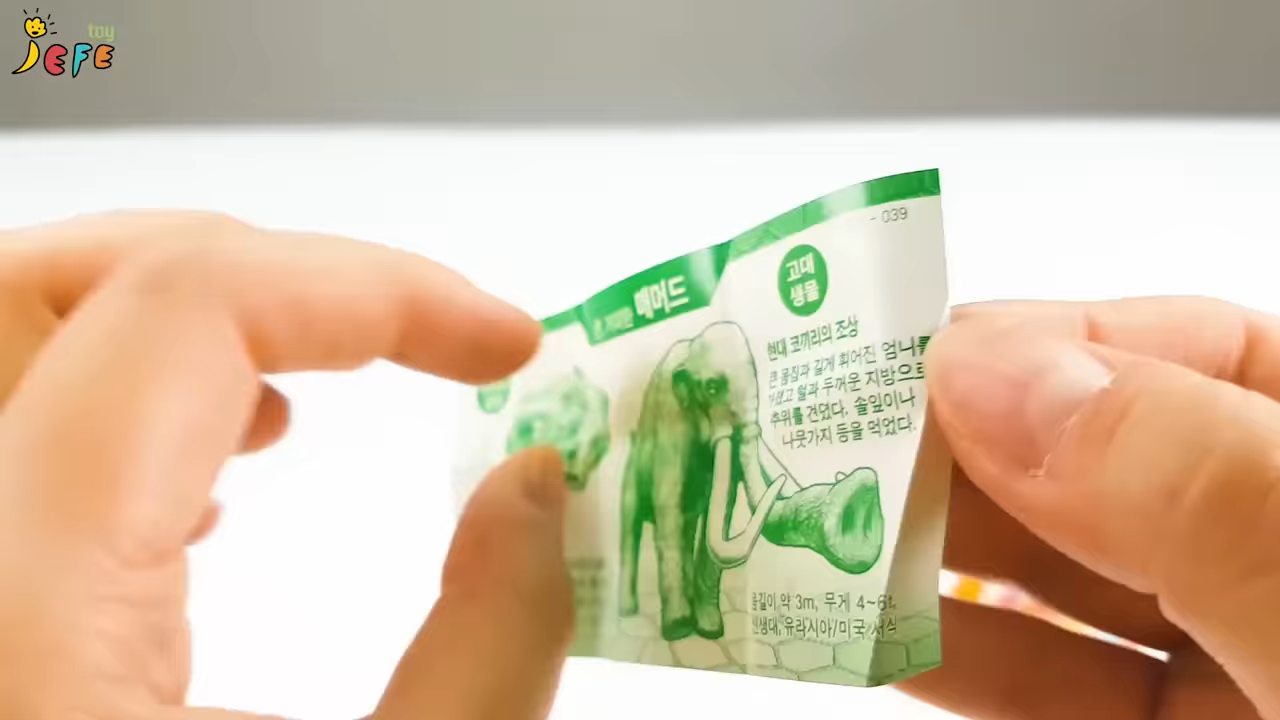 toy
JEFE
- 039
매머드
고대
생물
현대 코끼리의 조상
큰 몸집과 길게 휘어진 엄니를
가졌고 털과 두꺼운 지방으로
추위를 견뎠다. 솔잎이나
나뭇가지 등을 먹었다.
몸길이 약 3m, 무게 4~6t,
신생대, 유라시아/미국 서식